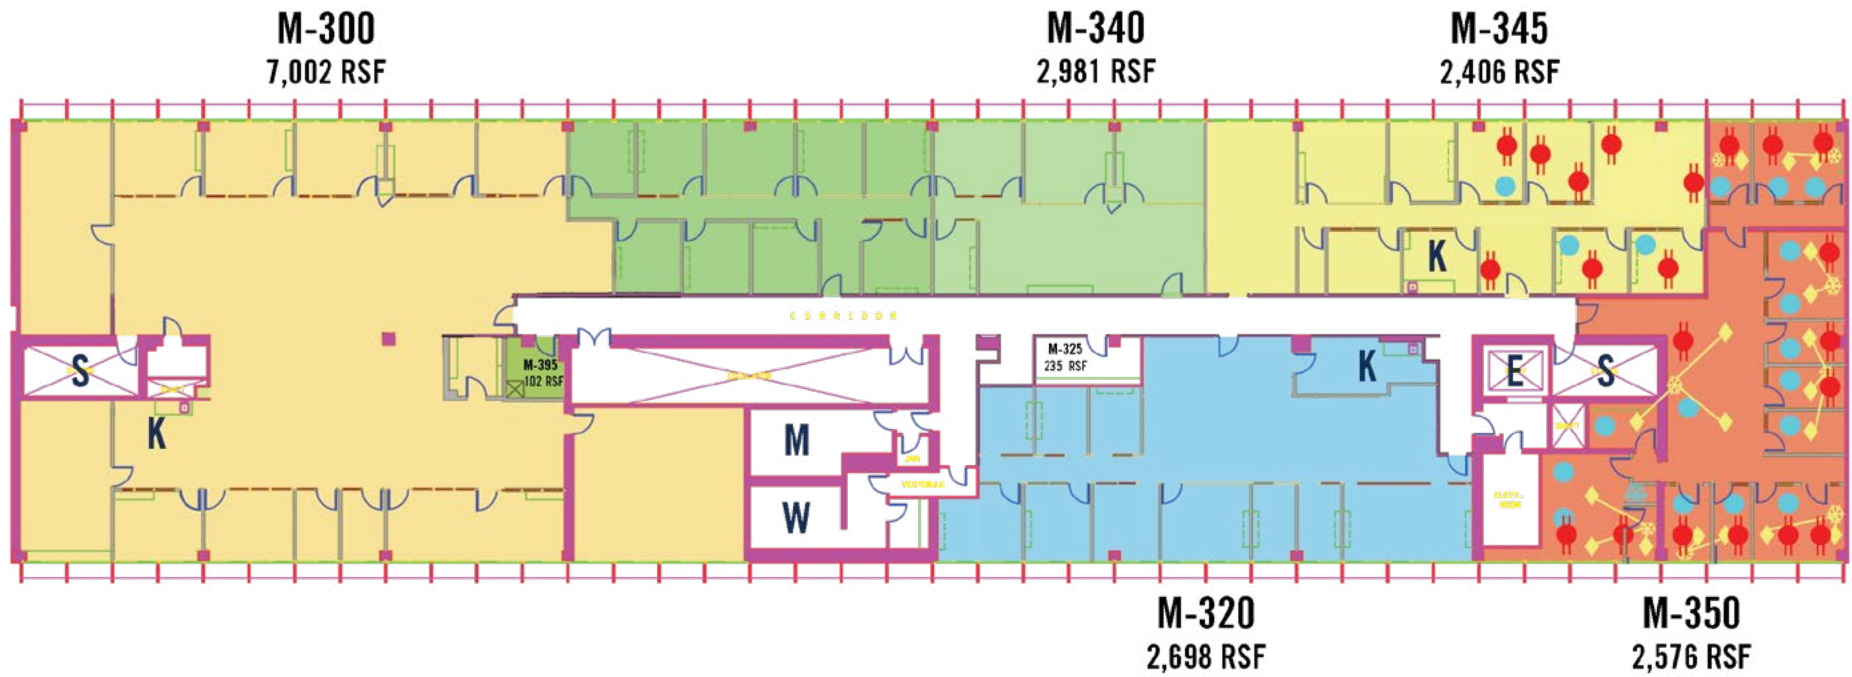 M-300
7,002 RSF
M-340
2,981 RSF
M-345
2,406 RSF
K
CORRIDOR
S
M-395
102 RSF
M-325
235 RSF
K
E
S
K
M
JAN
VESTIBULE
W
M-320
2,698 RSF
M-350
2,576 RSF